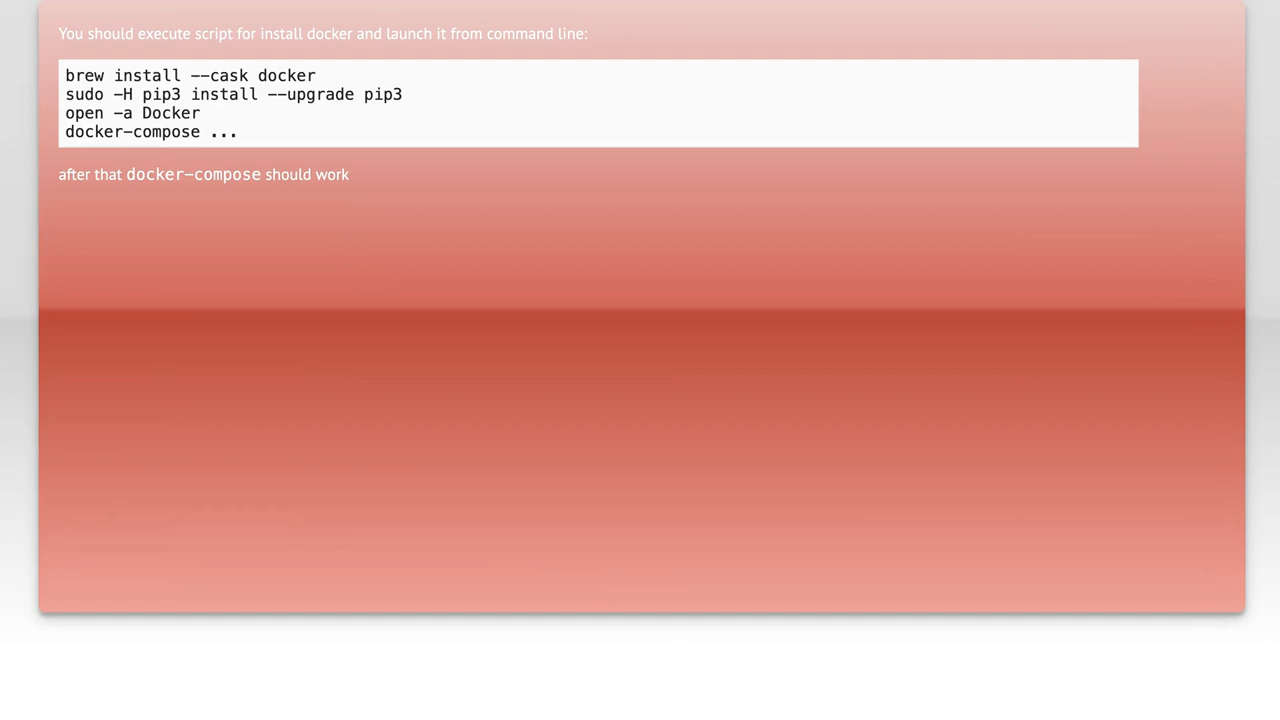 You should execute script for install docker and launch it from command line:
brew install --cask docker
sudo -H pip3 install --upgrade pip3
open -a Docker
docker-compose ...
after that docker-compose should work